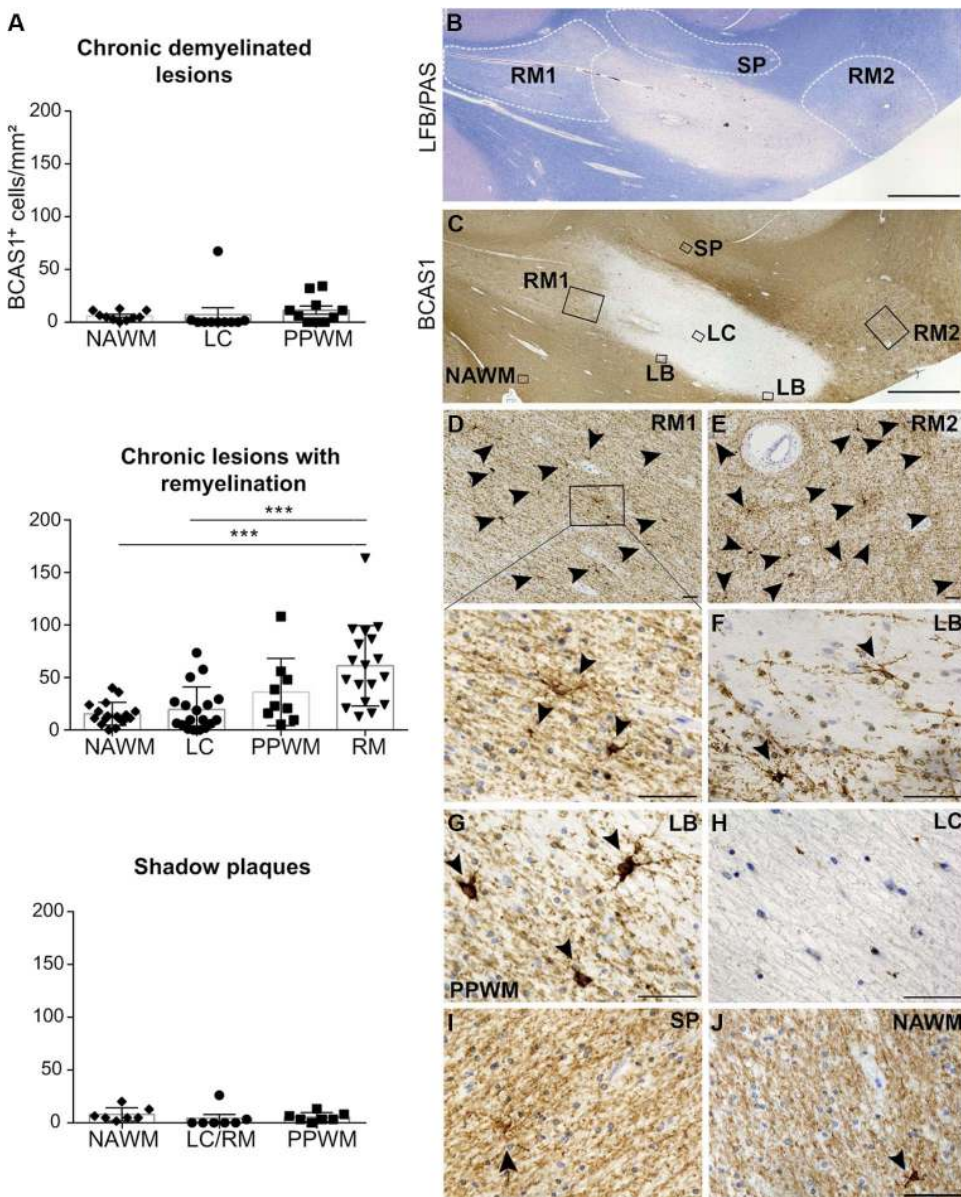 A
Chronic demyelinated
lesions
BCAS1⁺ cells/mm²
200
150
100
50
0
NAWM LC PPWM
Chronic lesions with
remyelination
***
***
200
150
100
50
0
NAWM LC PPWM RM
Shadow plaques
200
150
100
50
0
NAWM LC/RM PPWM
B
LFB/PAS
RM1
SP
RM2
C
BCAS1
SP
RM1
LC
RM2
NAWM
LB
LB
D RM1
E RM2
F LB
G LB
PPWM
H LC
I SP
J NAWM